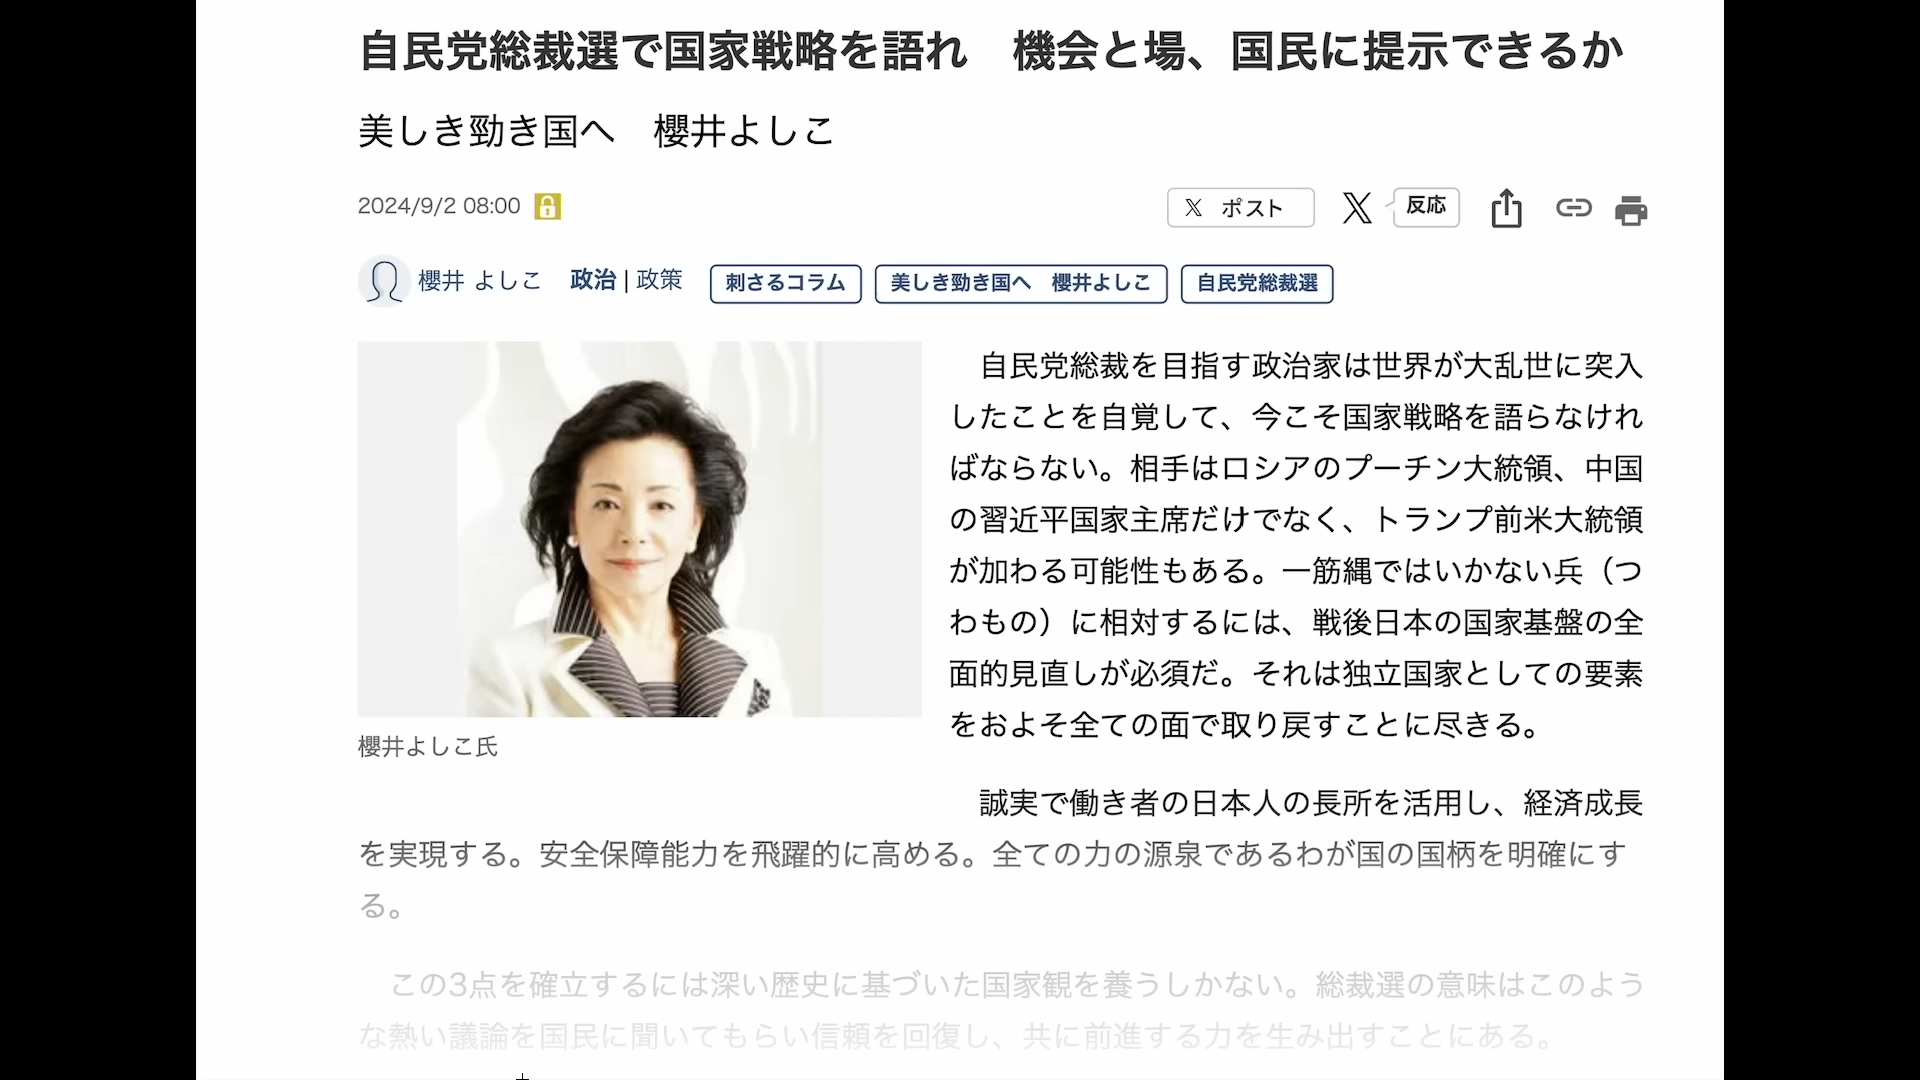 自民党総裁選で国家戦略を語れ　機会と場、国民に提示できるか
美しき勁き国へ　櫻井よしこ
2024/9/2 08:00
ポスト
反応
櫻井 よしこ
政治 | 政策
刺さるコラム
美しき勁き国へ　櫻井よしこ
自民党総裁選
自民党総裁を目指す政治家は世界が大乱世に突入
したことを自覚して、今こそ国家戦略を語らなけれ
ばならない。相手はロシアのプーチン大統領、中国
の習近平国家主席だけでなく、トランプ前米大統領
が加わる可能性もある。一筋縄ではいかない兵（つ
わもの）に相対するには、戦後日本の国家基盤の全
面的見直しが必須だ。それは独立国家としての要素
をおよそ全ての面で取り戻すことに尽きる。
櫻井よしこ氏
誠実で働き者の日本人の長所を活用し、経済成長
を実現する。安全保障能力を飛躍的に高める。全ての力の源泉であるわが国の国柄を明確にす
る。
この3点を確立するには深い歴史に基づいた国家観を養うしかない。総裁選の意味はこのよう
な熱い議論を国民に聞いてもらい信頼を回復し、共に前進する力を生み出すことにある。